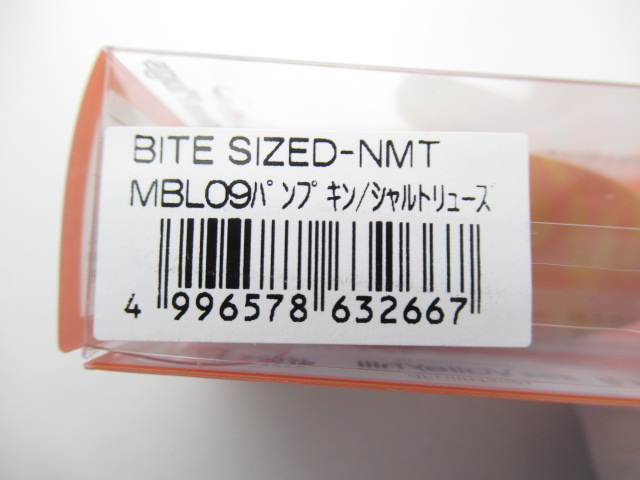 BITE SIZED-NMT
MBL09ﾊﾟﾝﾌﾟｷﾝ/ｼｬﾙﾄﾘｭｰｽﾞ
4 996578 632667